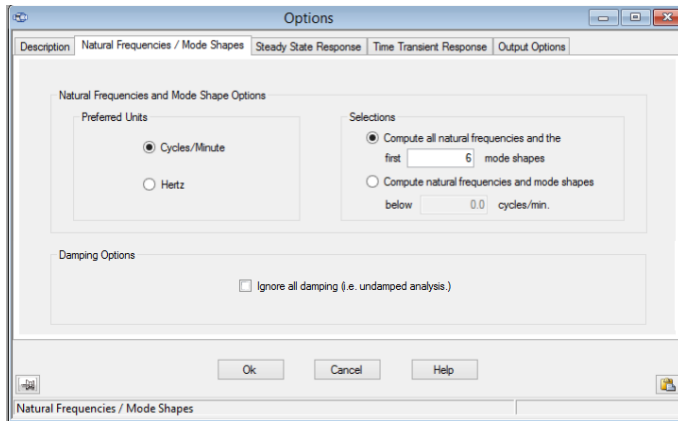 Options
Description Natural Frequencies / Mode Shapes Steady State Response Time Transient Response Output Options
Natural Frequencies and Mode Shape Options
Preferred Units
Cycles/Minute
Hertz
Selections
Compute all natural frequencies and the
first 6 mode shapes
Compute natural frequencies and mode shapes
below 0.0 cycles/min.
Damping Options
Ignore all damping (i.e. undamped analysis.)
Ok Cancel Help
Natural Frequencies / Mode Shapes